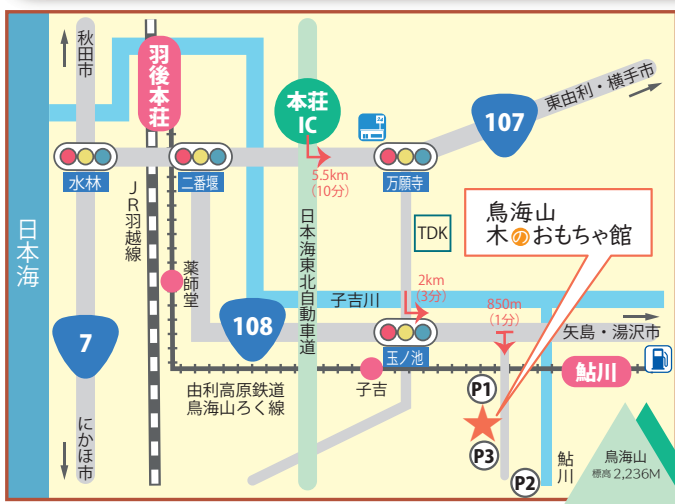 秋田市
羽後本荘
本荘
IC
107
東由利・横手市
水林
二番堰
5.5km
(10分)
万願寺
JR羽越線
日本海
日本海東北自動車道
TDK
鳥海山
木のおもちゃ館
薬師堂
2km
(3分)
子吉川
850m
(1分)
7
108
玉ノ池
矢島・湯沢市
由利高原鉄道
鳥海山ろく線
子吉
鮎川
P1
P3
P2
にかほ市
鮎川
鳥海山
標高2,236M